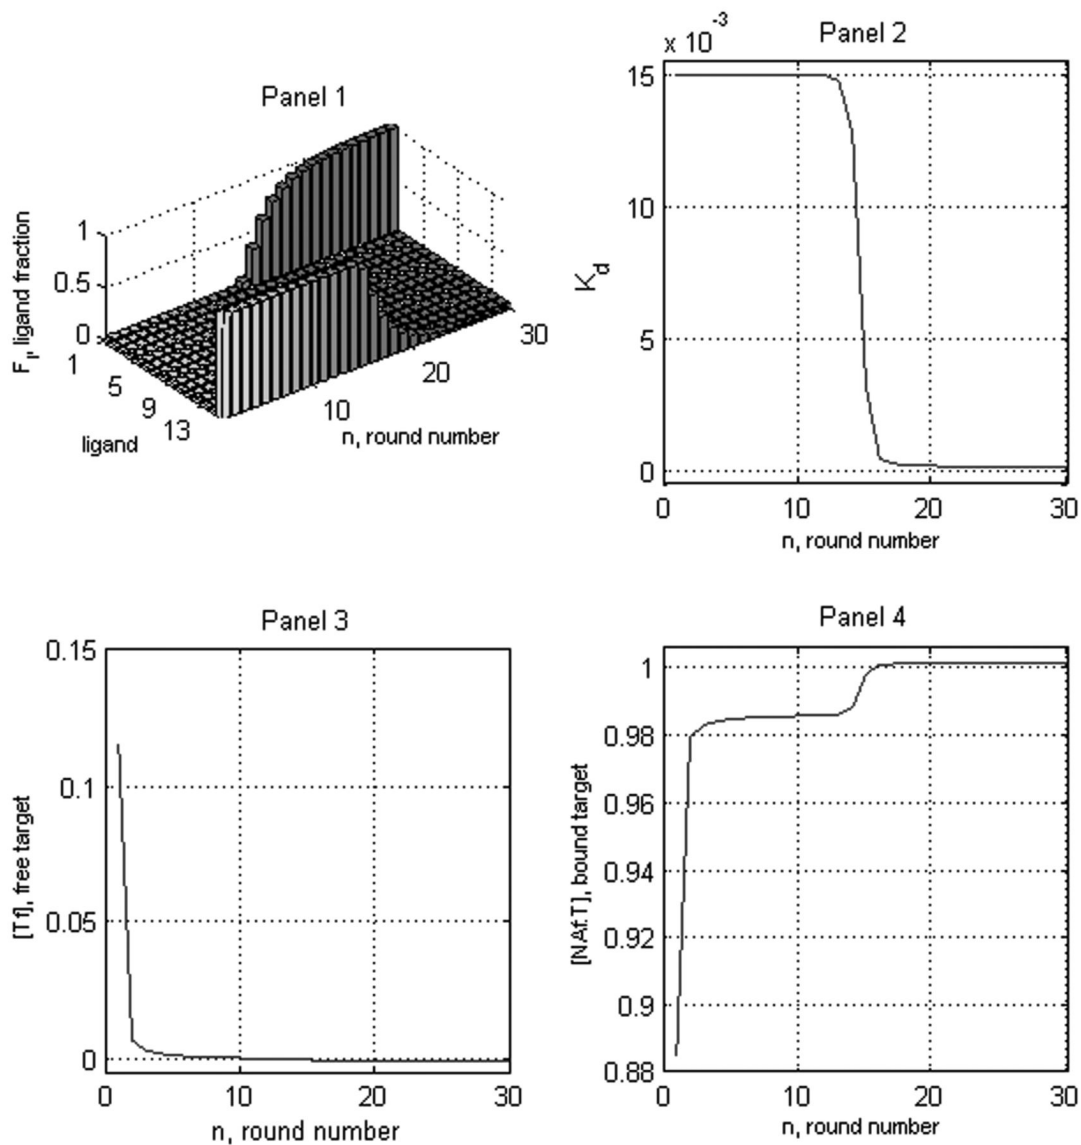 Panel 1
F_i, ligand fraction
1
0.5
0
1
5
9
13
ligand
10
20
30
n, round number
Panel 2
x 10^-3
15
10
5
0
K_d
0
10
20
30
n, round number
Panel 3
0.15
0.1
0.05
0
[Tf], free target
0
10
20
30
n, round number
Panel 4
1
0.98
0.96
0.94
0.92
0.9
0.88
[NAf.T], bound target
0
10
20
30
n, round number